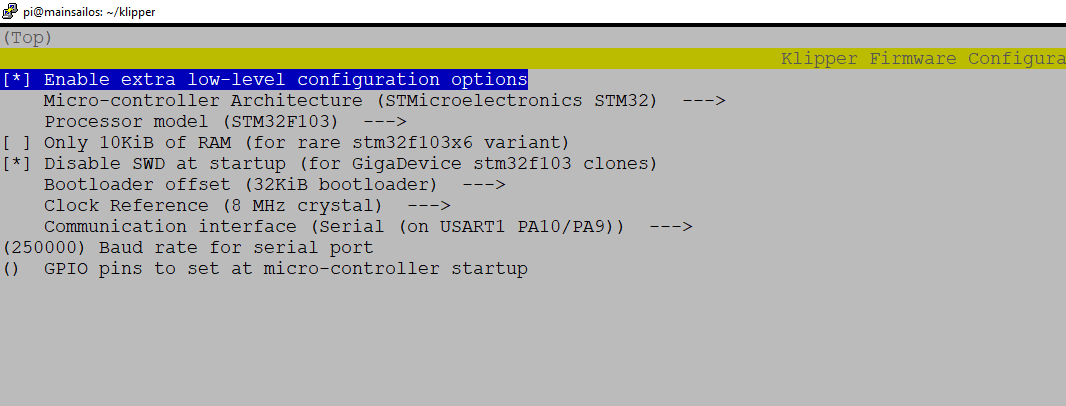 pi@mainsailos: ~/klipper
(Top)
Klipper Firmware Configura
[*] Enable extra low-level configuration options
Micro-controller Architecture (STMicroelectronics STM32)  --->
Processor model (STM32F103)  --->
[ ] Only 10KiB of RAM (for rare stm32f103x6 variant)
[*] Disable SWD at startup (for GigaDevice stm32f103 clones)
Bootloader offset (32KiB bootloader)  --->
Clock Reference (8 MHz crystal)  --->
Communication interface (Serial (on USART1 PA10/PA9))  --->
(250000) Baud rate for serial port
()  GPIO pins to set at micro-controller startup